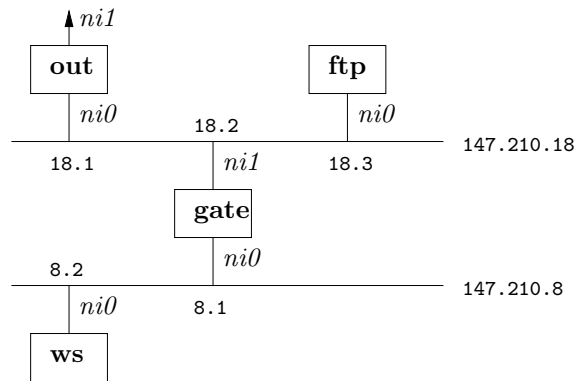 ni1
out
ftp
ni0
ni0
18.2
147.210.18
18.1
ni1
18.3
gate
8.2
ni0
147.210.8
ni0
8.1
ws